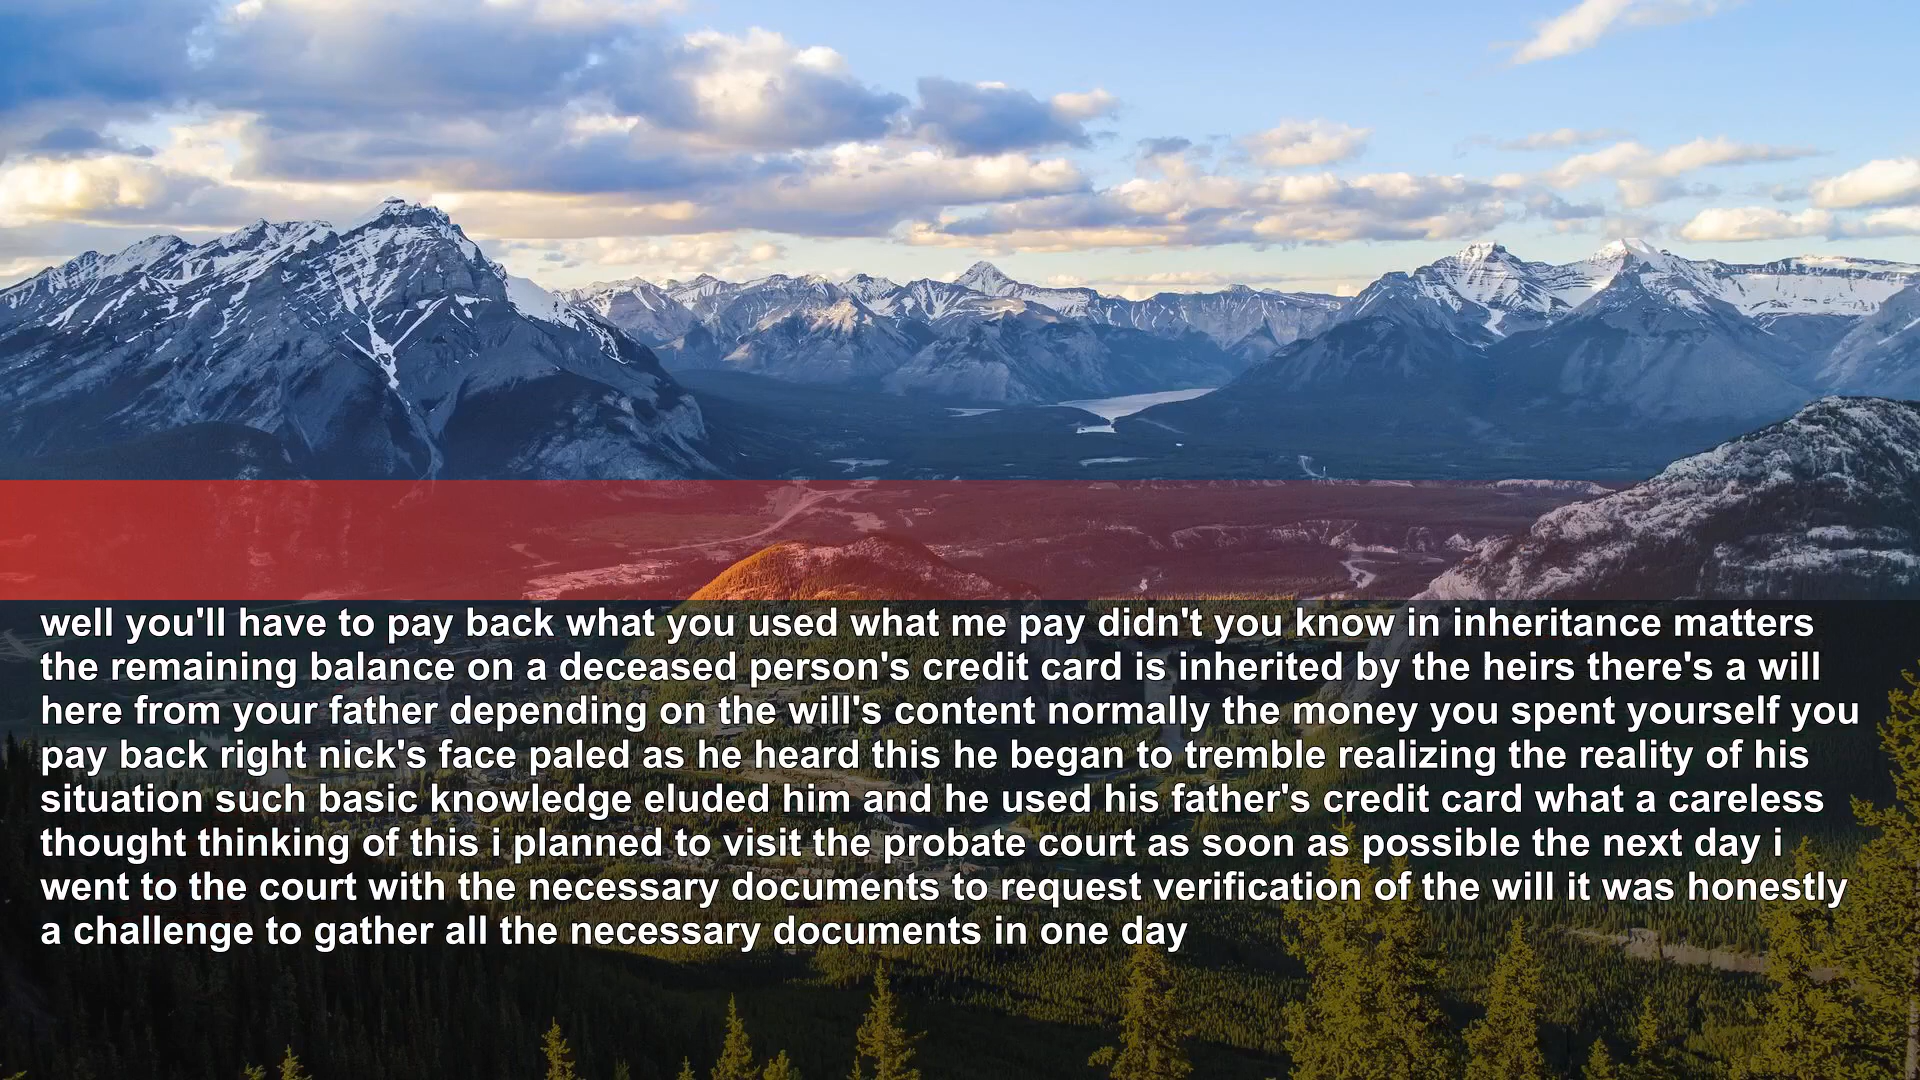 well you'll have to pay back what you used what me pay didn't you know in inheritance matters
the remaining balance on a deceased person's credit card is inherited by the heirs there's a will
here from your father depending on the will's content normally the money you spent yourself you
pay back right nick's face paled as he heard this he began to tremble realizing the reality of his
situation such basic knowledge eluded him and he used his father's credit card what a careless
thought thinking of this i planned to visit the probate court as soon as possible the next day i
went to the court with the necessary documents to request verification of the will it was honestly
a challenge to gather all the necessary documents in one day